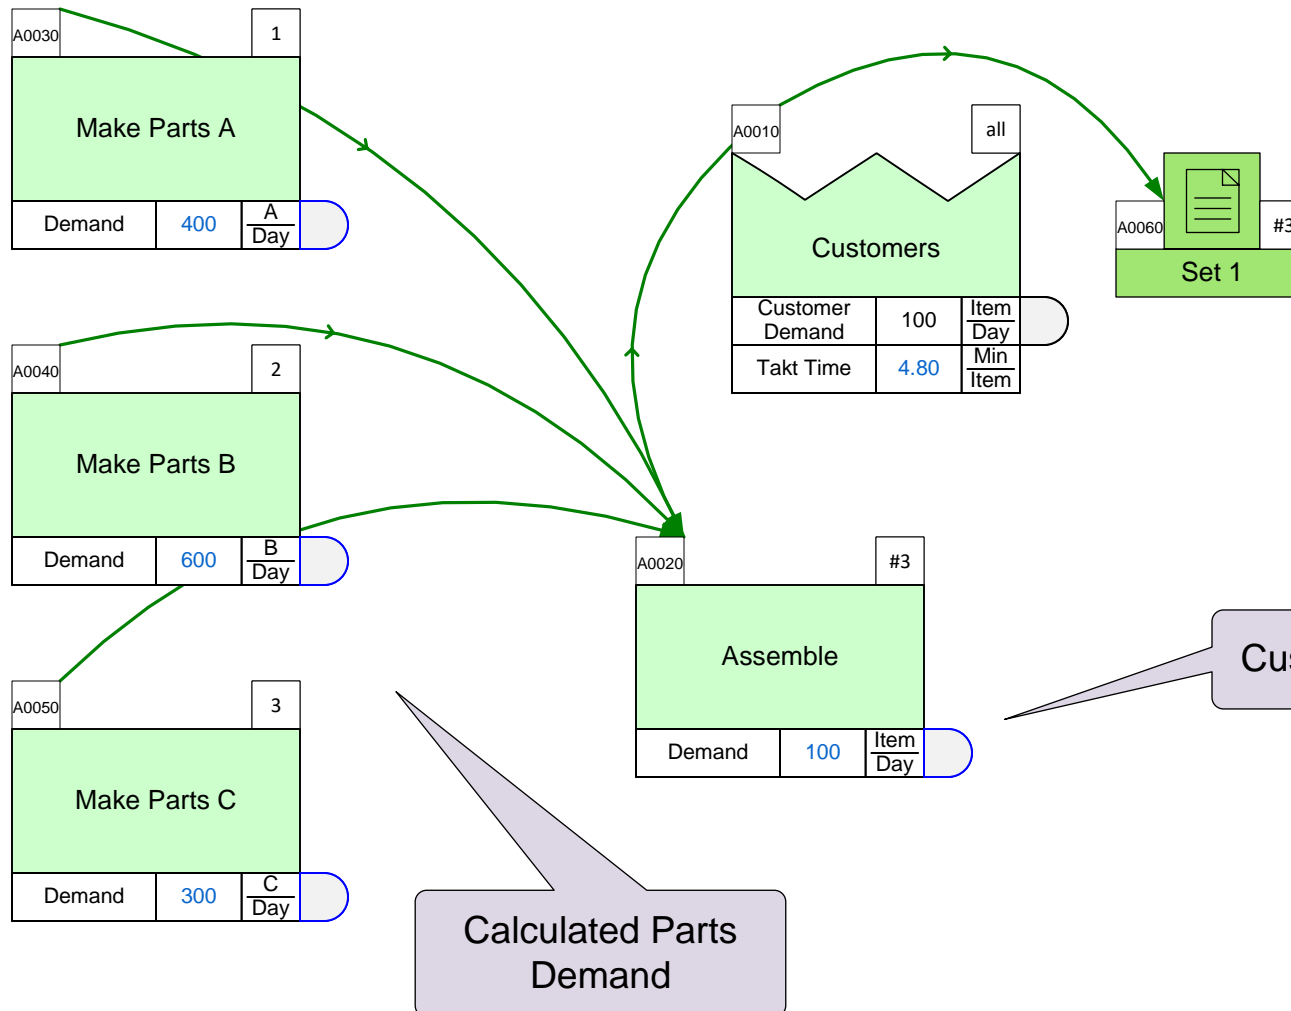 A0030
1
Make Parts A
Demand 400 A
Day
A0040
2
Make Parts B
Demand 600 B
Day
A0050
3
Make Parts C
Demand 300 C
Day
Calculated Parts
Demand
A0010
all
Customers
Customer
Demand
100 Item
Day
Takt Time 4.80 Min
Item
A0060
#3
Set 1
A0020
#3
Assemble
Demand 100 Item
Day